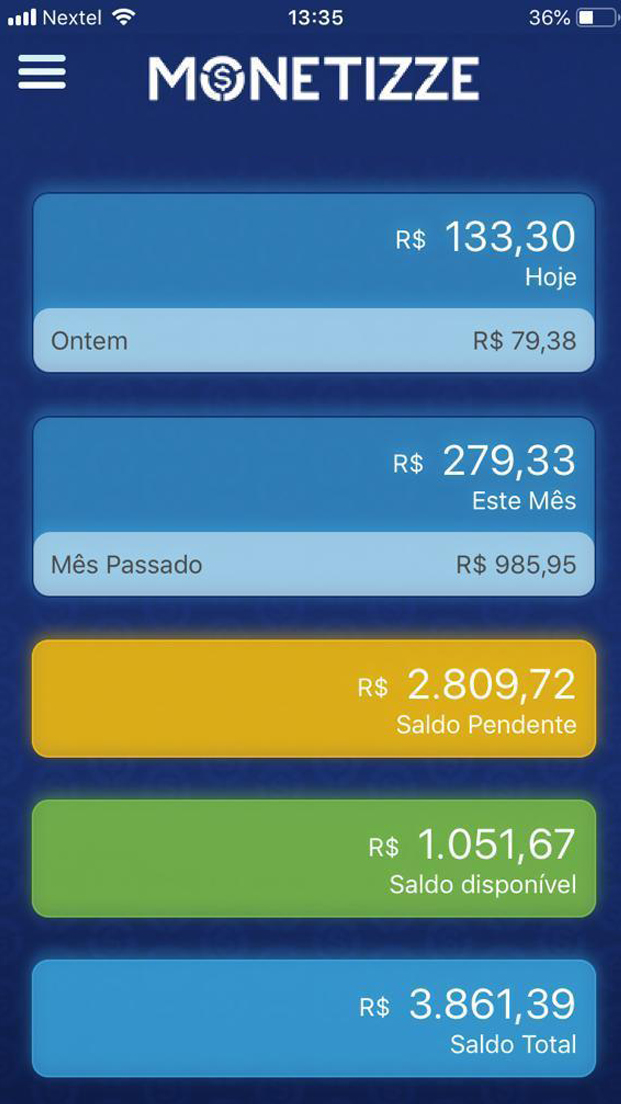 Nextel 13:35 36%
MONETIZZE
R$ 133,30
Hoje
Ontem R$ 79,38
R$ 279,33
Este Mês
Mês Passado R$ 985,95
R$ 2.809,72
Saldo Pendente
R$ 1.051,67
Saldo disponível
R$ 3.861,39
Saldo Total